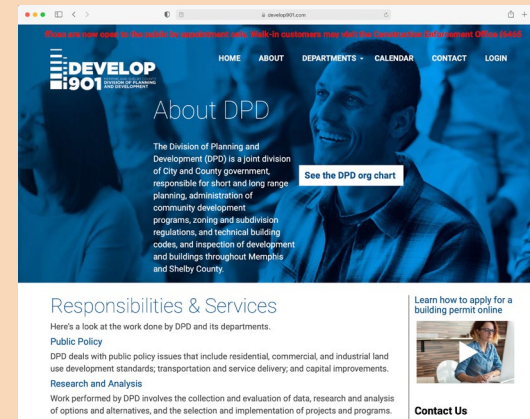 develop901.com
ffices are now open to the public by appointment only. Walk-in customers may visit the Construction Enforcement Office (6416
DEVELOP
901
DIVISION OF PLANNING
AND DEVELOPMENT
HOME ABOUT DEPARTMENTS CALENDAR CONTACT LOGIN
About DPD
The Division of Planning and
Development (DPD) is a joint division
of City and County government,
responsible for short and long range
planning, administration of
community development
programs, zoning and subdivision
regulations, and technical building
codes, and inspection of development
and buildings throughout Memphis
and Shelby County.
See the DPD org chart
Responsibilities & Services
Here's a look at the work done by DPD and its departments.
Public Policy
DPD deals with public policy issues that include residential, commercial, and industrial land
use development standards; transportation and service delivery; and capital improvements.
Research and Analysis
Work performed by DPD involves the collection and evaluation of data, research and analysis
of options and alternatives, and the selection and implementation of projects and programs.
Learn how to apply for a
building permit online
Contact Us